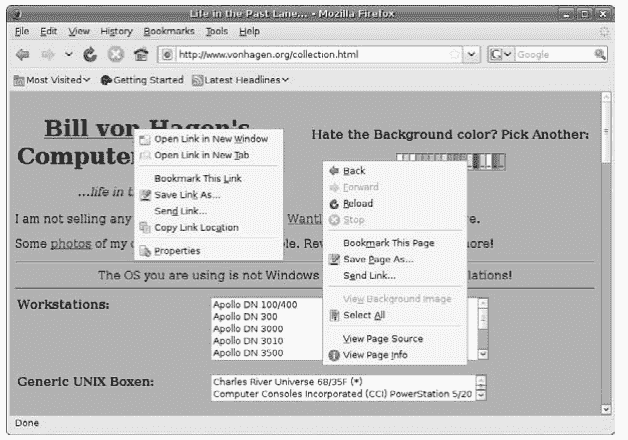 Life in the Past Lane... - Mozilla Firefox
File Edit View History Bookmarks Tools Help
http://www.vonhagen.org/collection.html
Google
Most Visited Getting Started Latest Headlines
Bill von Hagen's
Hate the Background color? Pick Another:
Comput
...life in t
I am not selling any
Some photos of my
The OS you are using is not Windows
Open Link in New Window
Open Link in New Tab
Bookmark This Link
Save Link As...
Send Link...
Copy Link Location
Properties
Back
Forward
Reload
Stop
Bookmark This Page
Save Page As...
Send Link...
View Background Image
Select All
View Page Source
View Page Info
Workstations:
Apollo DN 100/400
Apollo DN 300
Apollo DN 3000
Apollo DN 3010
Apollo DN 3500
Generic UNIX Boxen:
Charles River Universe 68/35F (*)
Computer Consoles Incorporated (CCI) PowerStation 5/20
Done